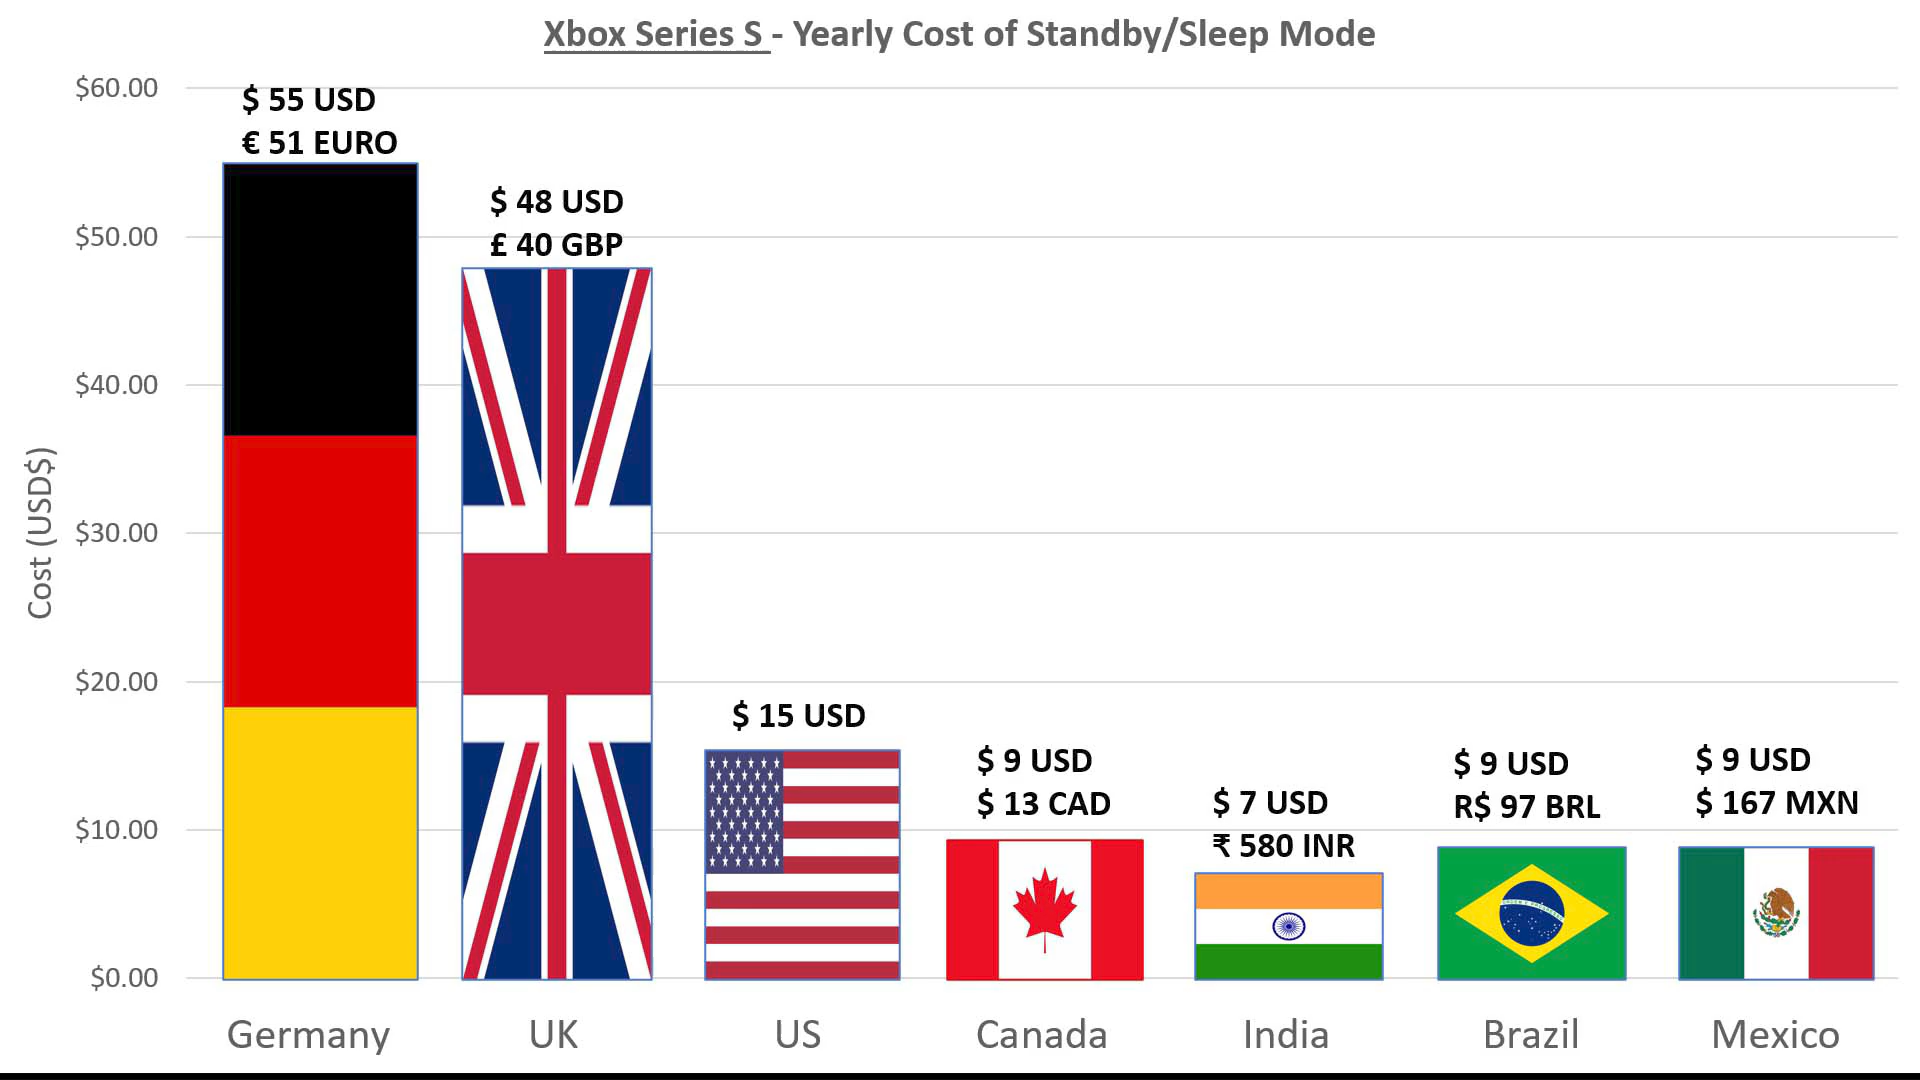 Xbox Series S - Yearly Cost of Standby/Sleep Mode
Cost (USD$)
$60.00
$50.00
$40.00
$30.00
$20.00
$10.00
$0.00
$ 55 USD
€ 51 EURO
$ 48 USD
£ 40 GBP
$ 15 USD
$ 9 USD
$ 13 CAD
$ 7 USD
₹ 580 INR
$ 9 USD
R$ 97 BRL
$ 9 USD
$ 167 MXN
Germany
UK
US
Canada
India
Brazil
Mexico